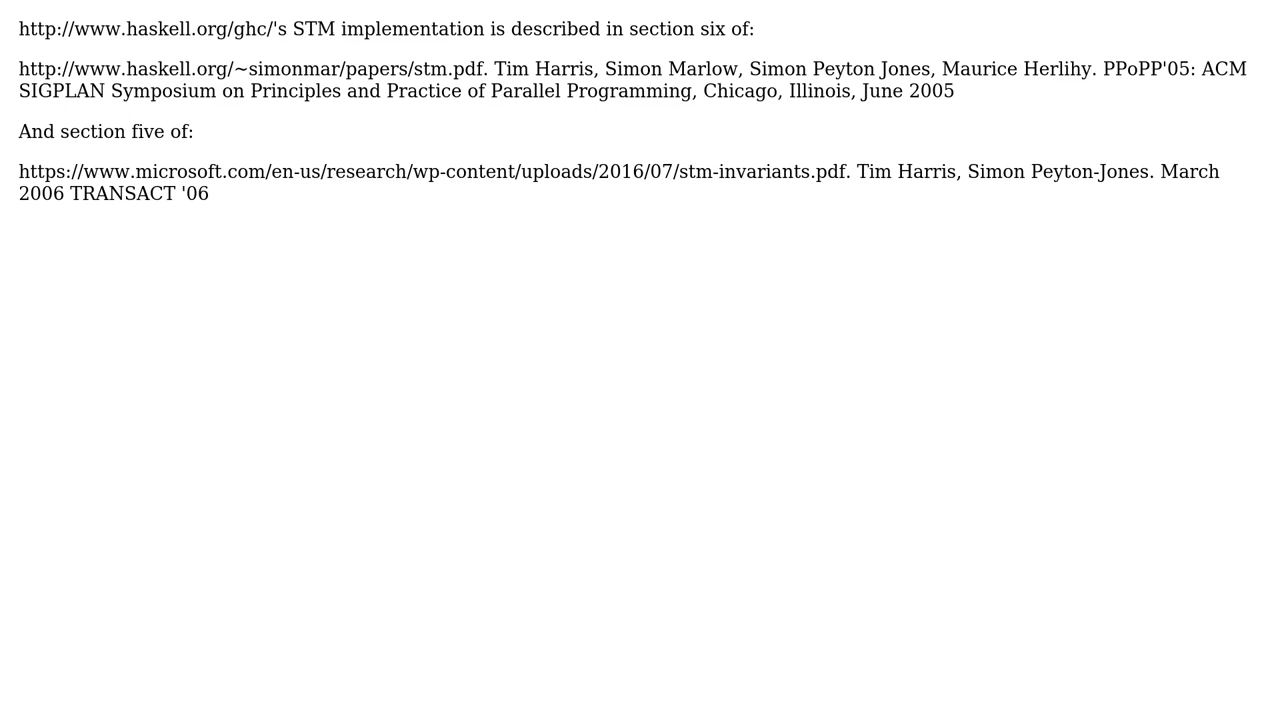 http://www.haskell.org/ghc/'s STM implementation is described in section six of:
http://www.haskell.org/~simonmar/papers/stm.pdf. Tim Harris, Simon Marlow, Simon Peyton Jones, Maurice Herlihy. PPoPP'05: ACM
SIGPLAN Symposium on Principles and Practice of Parallel Programming, Chicago, Illinois, June 2005
And section five of:
https://www.microsoft.com/en-us/research/wp-content/uploads/2016/07/stm-invariants.pdf. Tim Harris, Simon Peyton-Jones. March
2006 TRANSACT '06